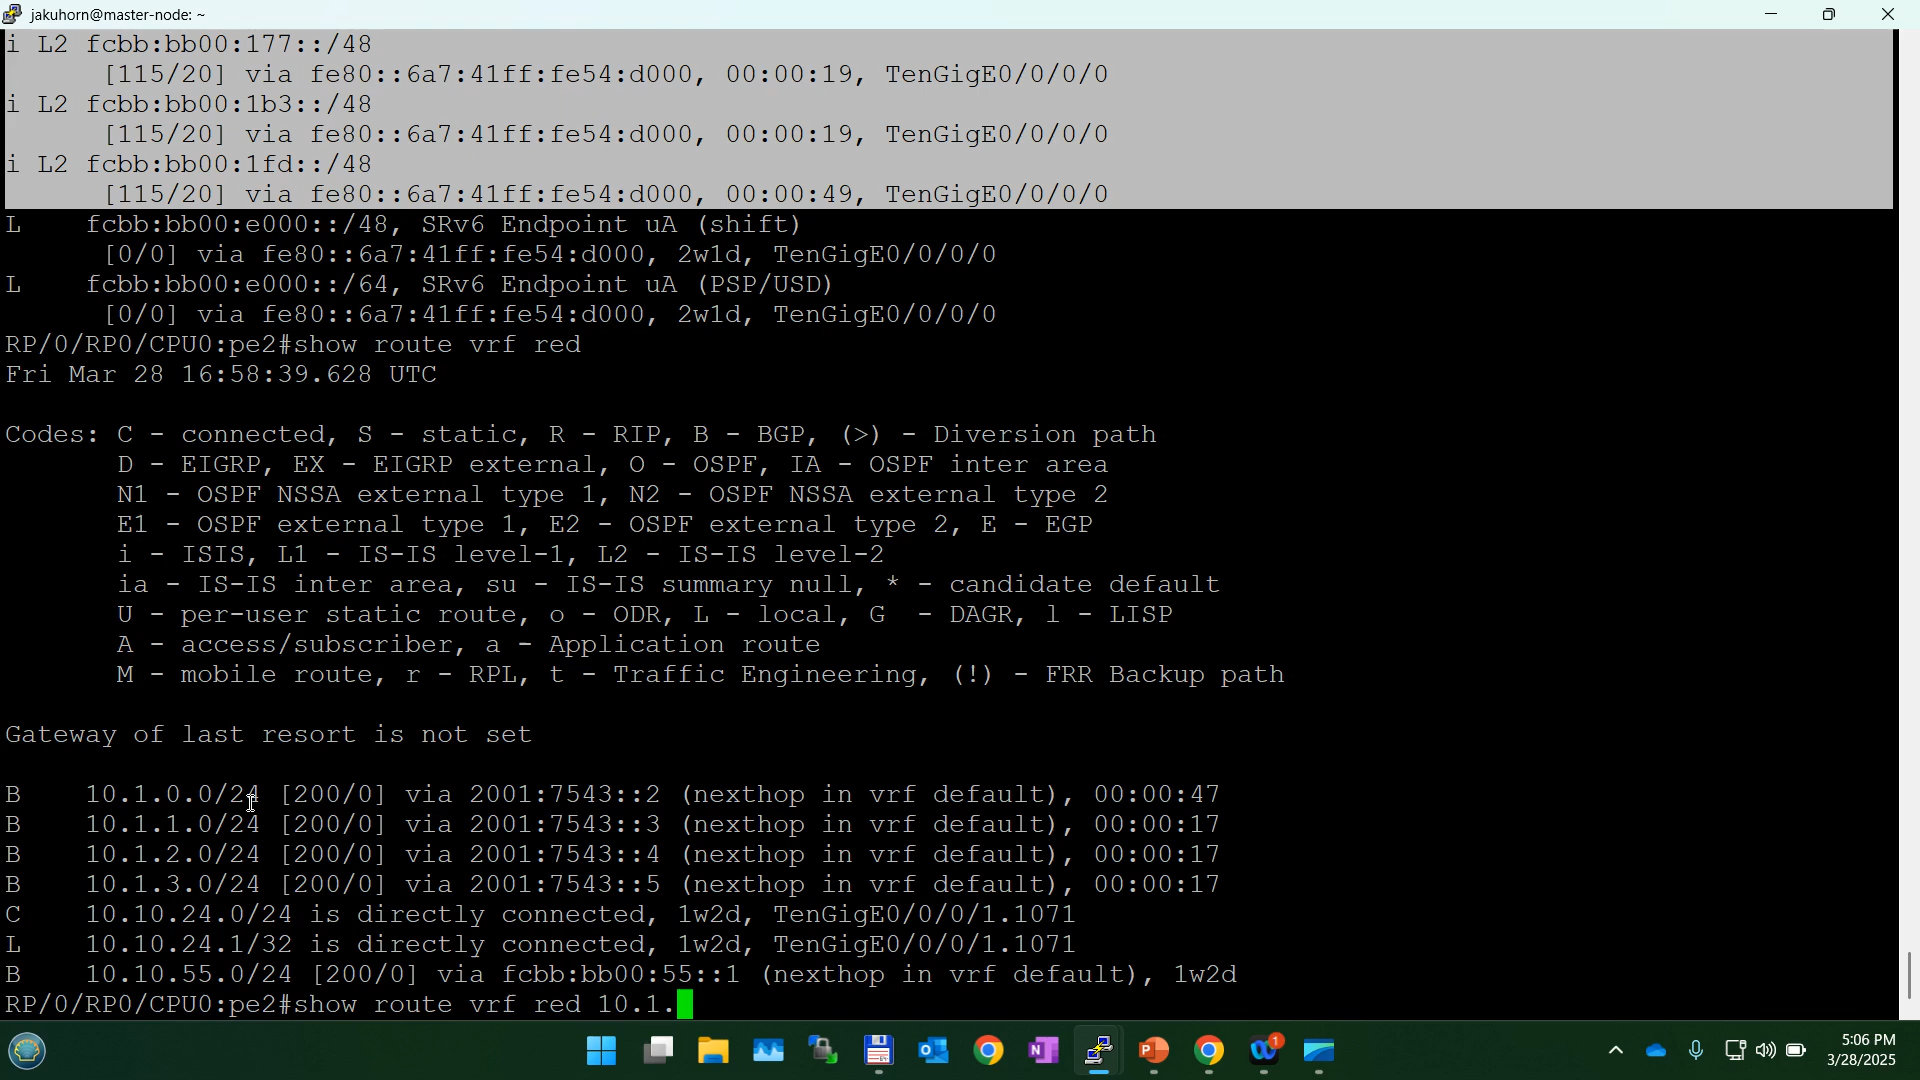 jakuhorn@master-node: ~
i L2 fcbb:bb00:177::/48
[115/20] via fe80::6a7:41ff:fe54:d000, 00:00:19, TenGigE0/0/0/0
i L2 fcbb:bb00:1b3::/48
[115/20] via fe80::6a7:41ff:fe54:d000, 00:00:19, TenGigE0/0/0/0
i L2 fcbb:bb00:1fd::/48
[115/20] via fe80::6a7:41ff:fe54:d000, 00:00:49, TenGigE0/0/0/0
L    fcbb:bb00:e000::/48, SRv6 Endpoint uA (shift)
[0/0] via fe80::6a7:41ff:fe54:d000, 2w1d, TenGigE0/0/0/0
L    fcbb:bb00:e000::/64, SRv6 Endpoint uA (PSP/USD)
[0/0] via fe80::6a7:41ff:fe54:d000, 2w1d, TenGigE0/0/0/0
RP/0/RP0/CPU0:pe2#show route vrf red
Fri Mar 28 16:58:39.628 UTC
Codes: C - connected, S - static, R - RIP, B - BGP, (>) - Diversion path
D - EIGRP, EX - EIGRP external, O - OSPF, IA - OSPF inter area
N1 - OSPF NSSA external type 1, N2 - OSPF NSSA external type 2
E1 - OSPF external type 1, E2 - OSPF external type 2, E - EGP
i - ISIS, L1 - IS-IS level-1, L2 - IS-IS level-2
ia - IS-IS inter area, su - IS-IS summary null, * - candidate default
U - per-user static route, o - ODR, L - local, G  - DAGR, l - LISP
A - access/subscriber, a - Application route
M - mobile route, r - RPL, t - Traffic Engineering, (!) - FRR Backup path
Gateway of last resort is not set
B    10.1.0.0/24 [200/0] via 2001:7543::2 (nexthop in vrf default), 00:00:47
B    10.1.1.0/24 [200/0] via 2001:7543::3 (nexthop in vrf default), 00:00:17
B    10.1.2.0/24 [200/0] via 2001:7543::4 (nexthop in vrf default), 00:00:17
B    10.1.3.0/24 [200/0] via 2001:7543::5 (nexthop in vrf default), 00:00:17
C    10.10.24.0/24 is directly connected, 1w2d, TenGigE0/0/0/1.1071
L    10.10.24.1/32 is directly connected, 1w2d, TenGigE0/0/0/1.1071
B    10.10.55.0/24 [200/0] via fcbb:bb00:55::1 (nexthop in vrf default), 1w2d
RP/0/RP0/CPU0:pe2#show route vrf red 10.1.
5:06 PM
3/28/2025